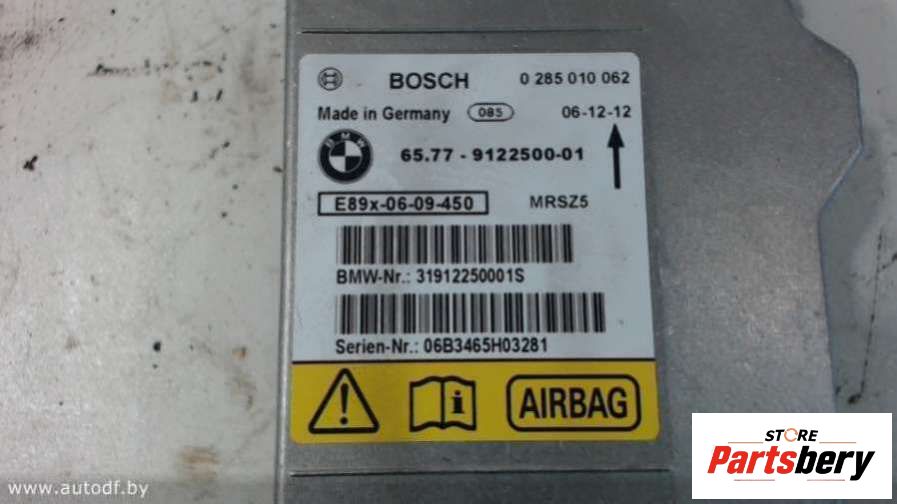 BOSCH 0 285 010 062
Made in Germany 085 06-12-12
BMW
65.77 - 9122500-01
E89x-06-09-450 MRSZ5
BMW-Nr.: 31912250001S
Serien-Nr.: 06B3465H03281
AIRBAG
www.autodf.by
STORE
Partsbery